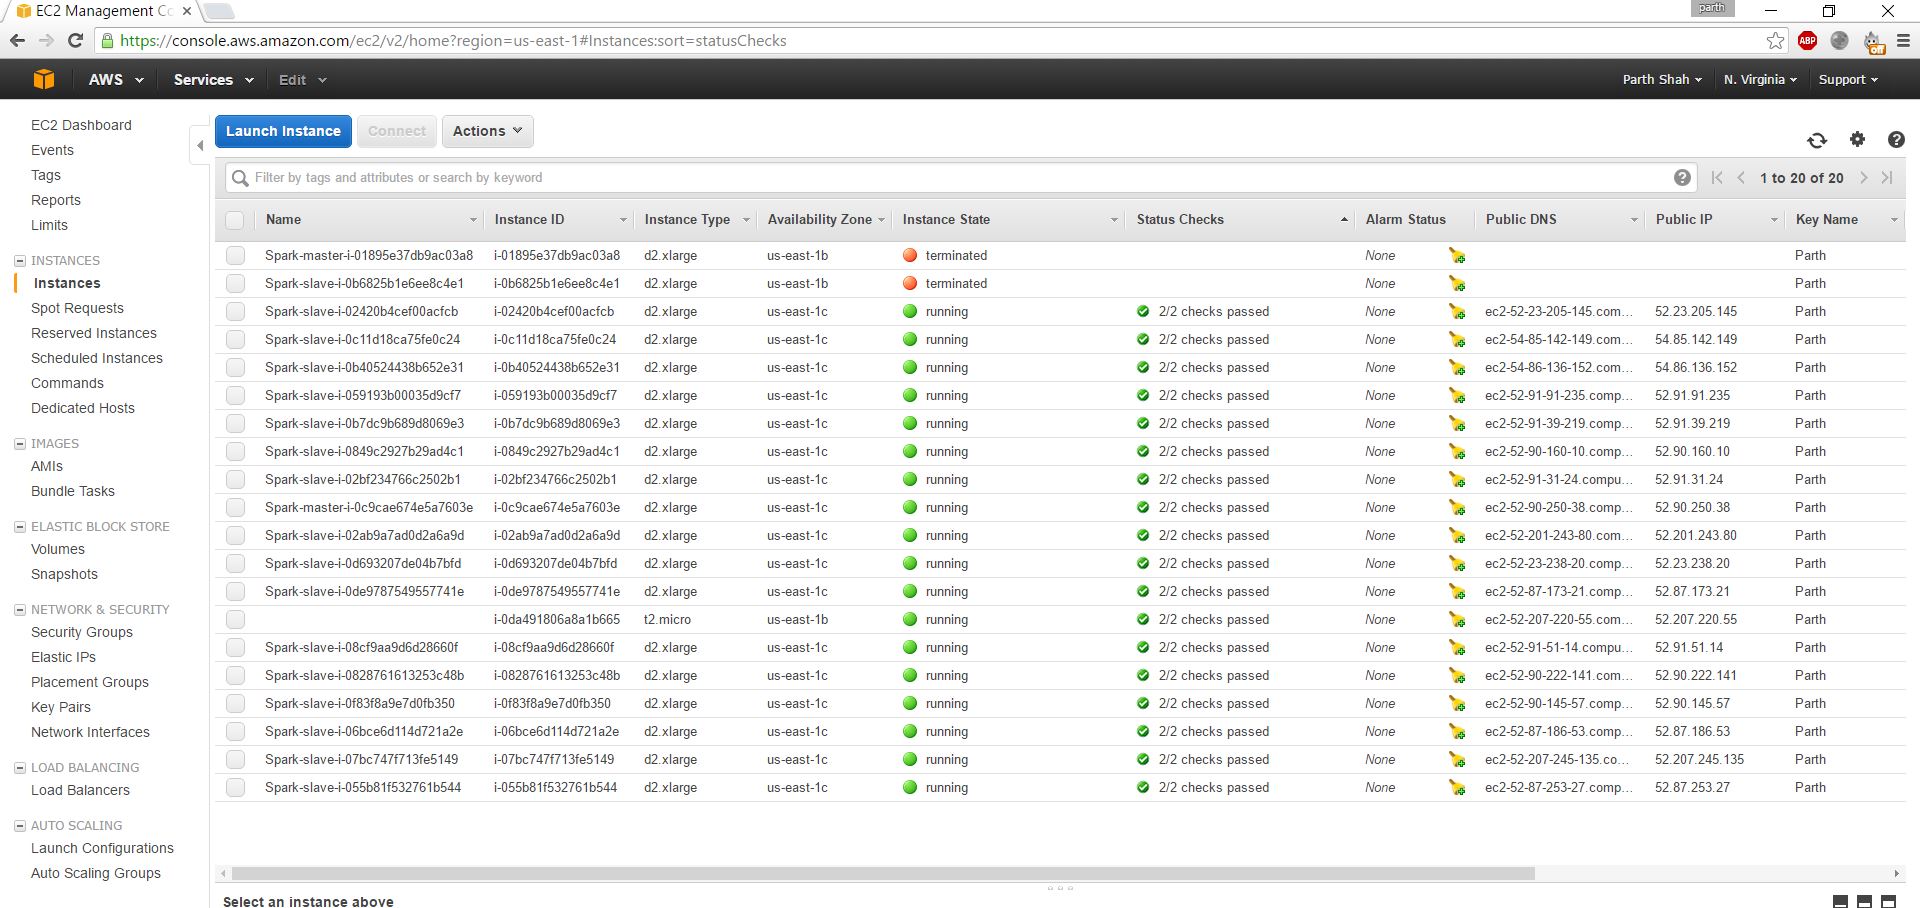 EC2 Management Co
parth
https://console.aws.amazon.com/ec2/v2/home?region=us-east-1#Instances:sort=statusChecks
ABP
off
AWS Services Edit Parth Shah N. Virginia Support
EC2 Dashboard
Events
Tags
Reports
Limits
INSTANCES
Instances
Spot Requests
Reserved Instances
Scheduled Instances
Commands
Dedicated Hosts
IMAGES
AMIs
Bundle Tasks
ELASTIC BLOCK STORE
Volumes
Snapshots
NETWORK & SECURITY
Security Groups
Elastic IPs
Placement Groups
Key Pairs
Network Interfaces
LOAD BALANCING
Load Balancers
AUTO SCALING
Launch Configurations
Auto Scaling Groups
Launch Instance Connect Actions
Filter by tags and attributes or search by keyword 1 to 20 of 20
Name Instance ID Instance Type Availability Zone Instance State Status Checks Alarm Status Public DNS Public IP Key Name
Spark-master-i-01895e37db9ac03a8 i-01895e37db9ac03a8 d2.xlarge us-east-1b terminated None Parth
Spark-slave-i-0b6825b1e6ee8c4e1 i-0b6825b1e6ee8c4e1 d2.xlarge us-east-1b terminated None Parth
Spark-slave-i-02420b4cef00acfcb i-02420b4cef00acfcb d2.xlarge us-east-1c running 2/2 checks passed None ec2-52-23-205-145.com... 52.23.205.145 Parth
Spark-slave-i-0c11d18ca75fe0c24 i-0c11d18ca75fe0c24 d2.xlarge us-east-1c running 2/2 checks passed None ec2-54-85-142-149.com... 54.85.142.149 Parth
Spark-slave-i-0b40524438b652e31 i-0b40524438b652e31 d2.xlarge us-east-1c running 2/2 checks passed None ec2-54-86-136-152.com... 54.86.136.152 Parth
Spark-slave-i-059193b00035d9cf7 i-059193b00035d9cf7 d2.xlarge us-east-1c running 2/2 checks passed None ec2-52-91-91-235.comp... 52.91.91.235 Parth
Spark-slave-i-0b7dc9b689d8069e3 i-0b7dc9b689d8069e3 d2.xlarge us-east-1c running 2/2 checks passed None ec2-52-91-39-219.comp... 52.91.39.219 Parth
Spark-slave-i-0849c2927b29ad4c1 i-0849c2927b29ad4c1 d2.xlarge us-east-1c running 2/2 checks passed None ec2-52-90-160-10.comp... 52.90.160.10 Parth
Spark-slave-i-02bf234766c2502b1 i-02bf234766c2502b1 d2.xlarge us-east-1c running 2/2 checks passed None ec2-52-91-31-24.compu... 52.91.31.24 Parth
Spark-master-i-0c9cae674e5a7603e i-0c9cae674e5a7603e d2.xlarge us-east-1c running 2/2 checks passed None ec2-52-90-250-38.comp... 52.90.250.38 Parth
Spark-slave-i-02ab9a7ad0d2a6a9d i-02ab9a7ad0d2a6a9d d2.xlarge us-east-1c running 2/2 checks passed None ec2-52-201-243-80.com... 52.201.243.80 Parth
Spark-slave-i-0d693207de04b7bfd i-0d693207de04b7bfd d2.xlarge us-east-1c running 2/2 checks passed None ec2-52-23-238-20.comp... 52.23.238.20 Parth
Spark-slave-i-0de9787549557741e i-0de9787549557741e d2.xlarge us-east-1c running 2/2 checks passed None ec2-52-87-173-21.comp... 52.87.173.21 Parth
i-0da491806a8a1b665 t2.micro us-east-1b running 2/2 checks passed None ec2-52-207-220-55.com... 52.207.220.55 Parth
Spark-slave-i-08cf9aa9d6d28660f i-08cf9aa9d6d28660f d2.xlarge us-east-1c running 2/2 checks passed None ec2-52-91-51-14.compu... 52.91.51.14 Parth
Spark-slave-i-0828761613253c48b i-0828761613253c48b d2.xlarge us-east-1c running 2/2 checks passed None ec2-52-90-222-141.com... 52.90.222.141 Parth
Spark-slave-i-0f83f8a9e7d0fb350 i-0f83f8a9e7d0fb350 d2.xlarge us-east-1c running 2/2 checks passed None ec2-52-90-145-57.comp... 52.90.145.57 Parth
Spark-slave-i-06bce6d114d721a2e i-06bce6d114d721a2e d2.xlarge us-east-1c running 2/2 checks passed None ec2-52-87-186-53.comp... 52.87.186.53 Parth
Spark-slave-i-07bc747f713fe5149 i-07bc747f713fe5149 d2.xlarge us-east-1c running 2/2 checks passed None ec2-52-207-245-135.co... 52.207.245.135 Parth
Spark-slave-i-055b81f532761b544 i-055b81f532761b544 d2.xlarge us-east-1c running 2/2 checks passed None ec2-52-87-253-27.comp... 52.87.253.27 Parth
Select an instance above